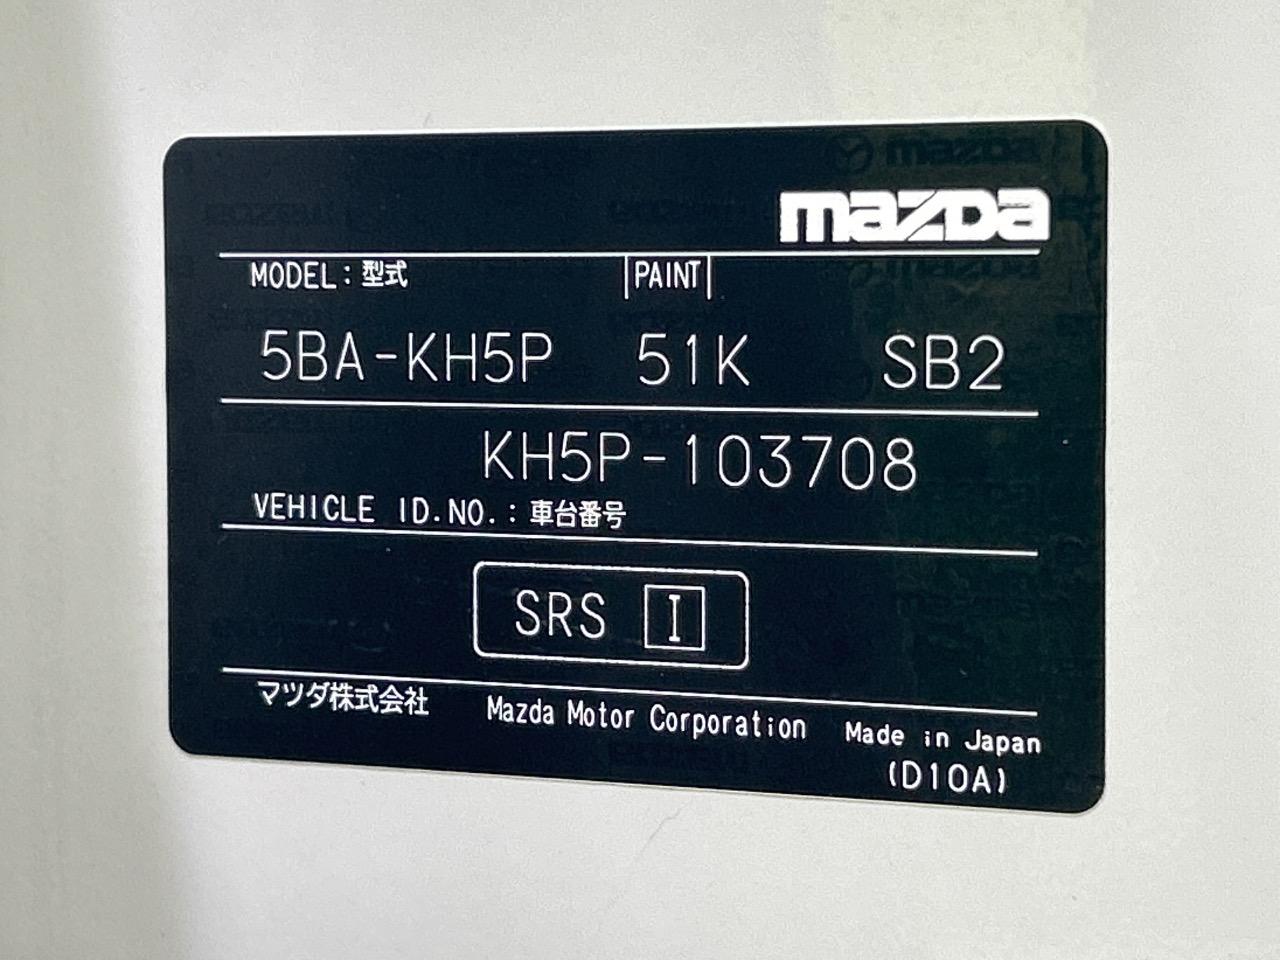 mazda
MODEL：型式 PAINT
5BA-KH5P 51K SB2
KH5P-103708
VEHICLE ID.NO.：車台番号
SRS I
マツダ株式会社 Mazda Motor Corporation Made in Japan
(D10A)